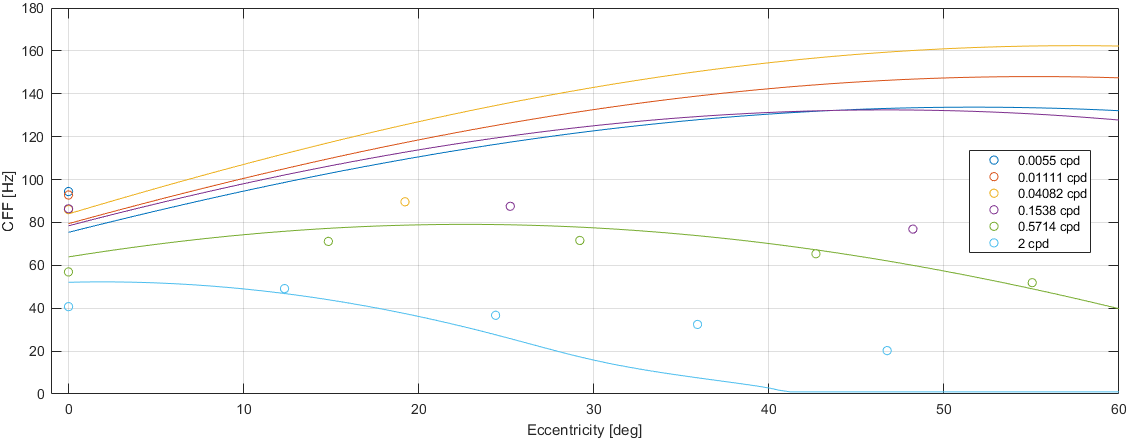 180
160
140
120
100
80
60
40
20
0
CFF [Hz]
0.0055 cpd
0.01111 cpd
0.04082 cpd
0.1538 cpd
0.5714 cpd
2 cpd
0 10 20 30 40 50 60
Eccentricity [deg]